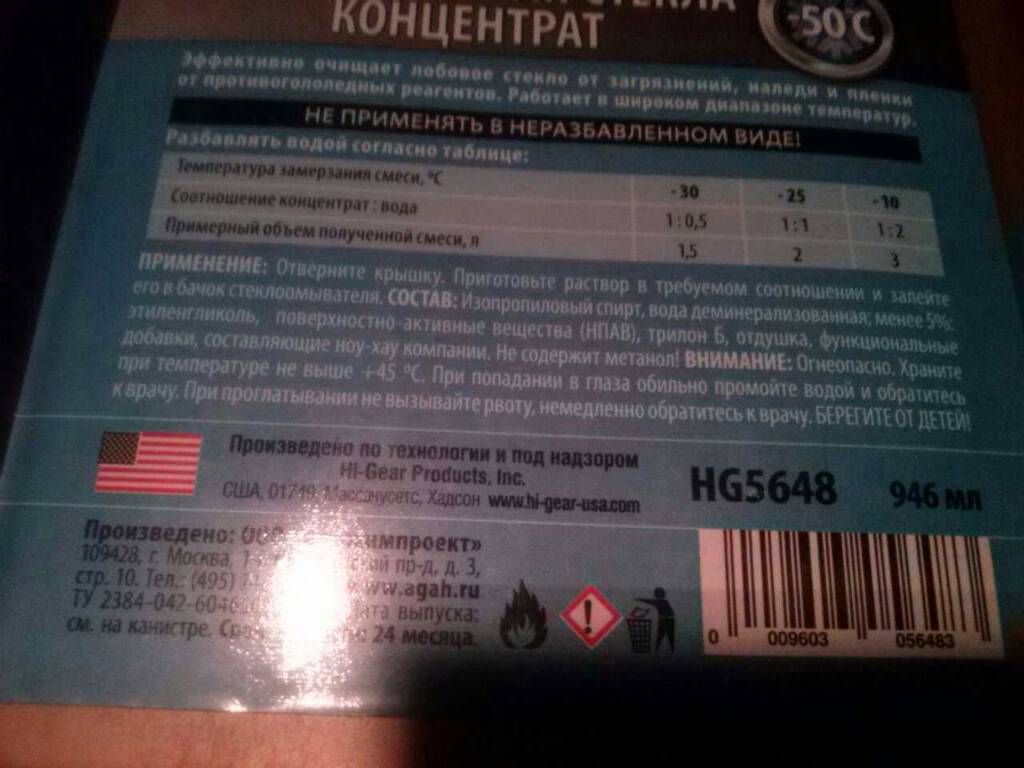 СТЕКЛА
КОНЦЕНТРАТ
-50°C
Эффективно очищает лобовое стекло от загрязнений, наледи и пленки
от противогололедных реагентов. Работает в широком диапазоне температур.
НЕ ПРИМЕНЯТЬ В НЕРАЗБАВЛЕННОМ ВИДЕ!
Разбавлять водой согласно таблице:
Температура замерзания смеси, °C -30 -25 -10
Соотношение концентрат : вода 1:0,5 1:1 1:2
Примерный объем полученной смеси, л 1,5 2 3
ПРИМЕНЕНИЕ: Отверните крышку. Приготовьте раствор в требуемом соотношении и залейте
его в бачок стеклоомывателя. СОСТАВ: Изопропиловый спирт, вода деминерализованная; менее 5%:
этиленгликоль, поверхностно-активные вещества (НПАВ), трилон Б, отдушка, функциональные
добавки, составляющие ноу-хау компании. Не содержит метанол! ВНИМАНИЕ: Огнеопасно. Храните
при температуре не выше +45 °C. При попадании в глаза обильно промойте водой и обратитесь
к врачу. При проглатывании не вызывайте рвоту, немедленно обратитесь к врачу. БЕРЕГИТЕ ОТ ДЕТЕЙ!
Произведено по технологии и под надзором
Hi-Gear Products, Inc.
США, 01749, Массачусетс, Хадсон www.hi-gear-usa.com
HG5648 946 мл
Произведено: ООО
109428, г. Москва, пр-д, д. 3,
стр. 10. Тел.: (495) www.agah.ru
ТУ 2384-042- Дата выпуска:
см. на канистре. 24 месяца.
0 009603 056483